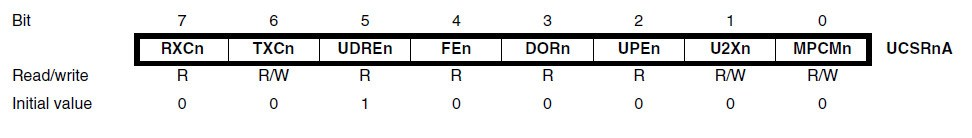 Bit 7 6 5 4 3 2 1 0
RXCn TXCn UDREn FEn DORn UPEn U2Xn MPCMn UCSRnA
Read/write R R/W R R R R R/W R/W
Initial value 0 0 1 0 0 0 0 0